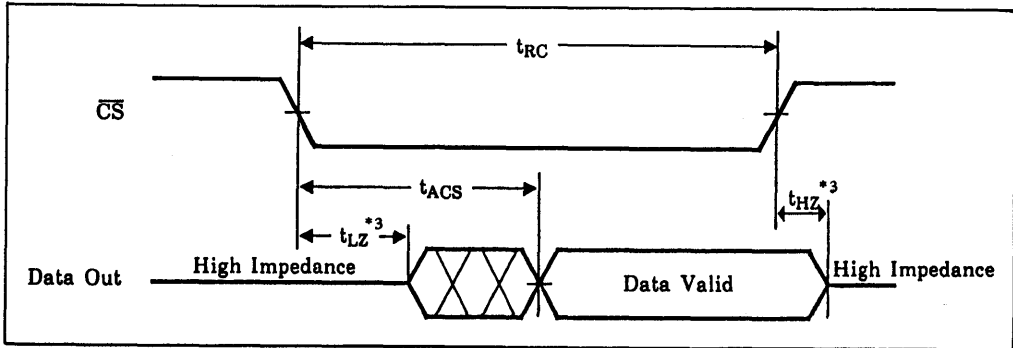 tRC
CS
tACS
tLZ*3
tHZ*3
Data Out
High Impedance
Data Valid
High Impedance